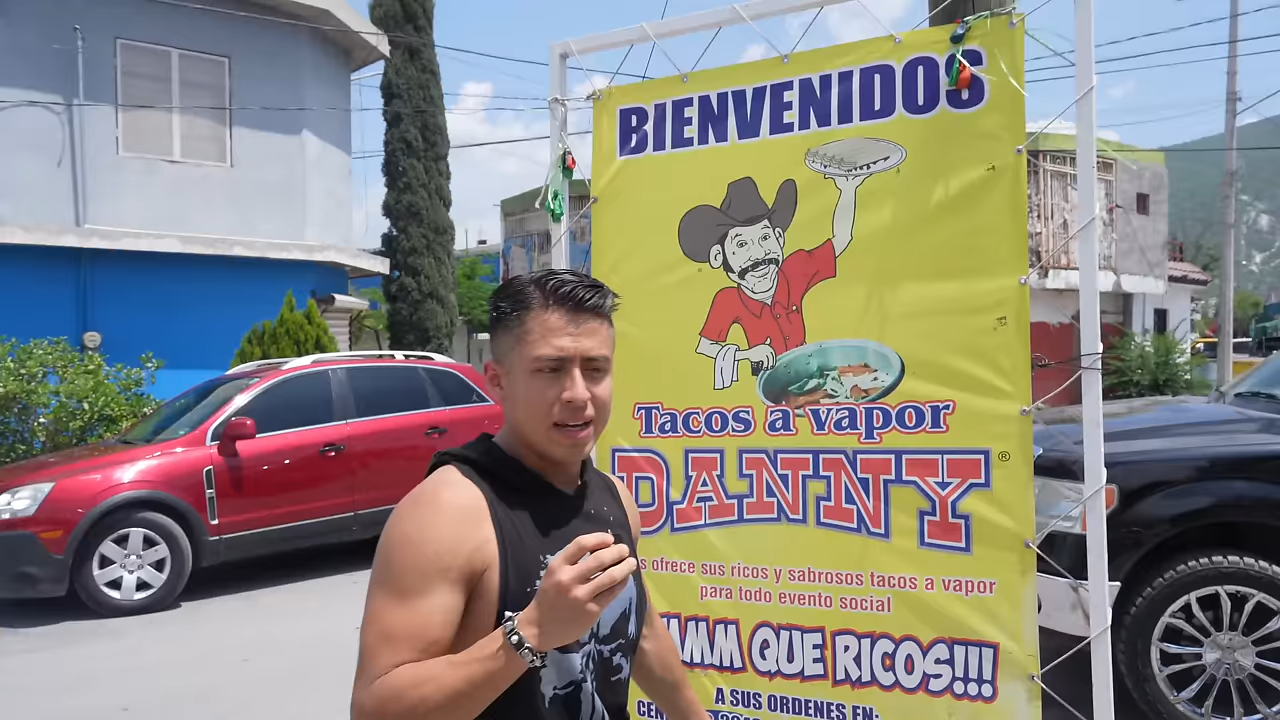 BIENVENIDOS
Tacos a vapor
DANNY®
ofrece sus ricos y sabrosos tacos a vapor
para todo evento social
QUE RICOS!!!
A SUS ORDENES EN: